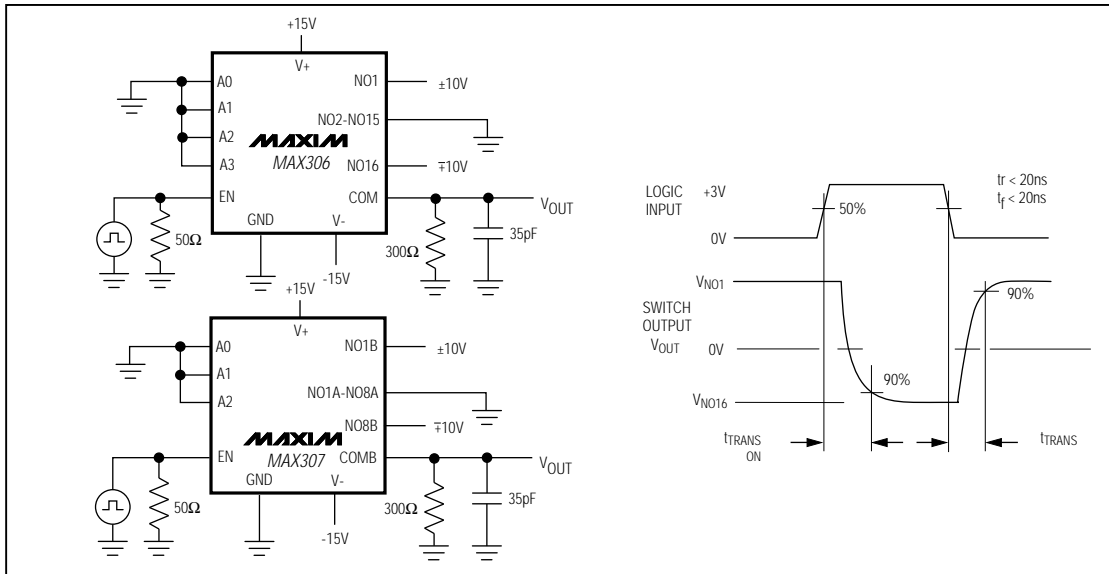 +15V
V+
A0
A1
A2
A3
EN
NO1
±10V
NO2-NO15
MAXIM
MAX306
NO16
∓10V
COM
VOUT
GND
V-
50Ω
300Ω
35pF
-15V
+15V
V+
A0
A1
A2
EN
NO1B
±10V
NO1A-NO8A
NO8B
∓10V
MAXIM
MAX307
COMB
VOUT
GND
V-
50Ω
300Ω
35pF
-15V
LOGIC
INPUT
+3V
50%
0V
tr < 20ns
tf < 20ns
VNO1
SWITCH
OUTPUT
VOUT
0V
90%
90%
VNO16
tTRANS
ON
tTRANS